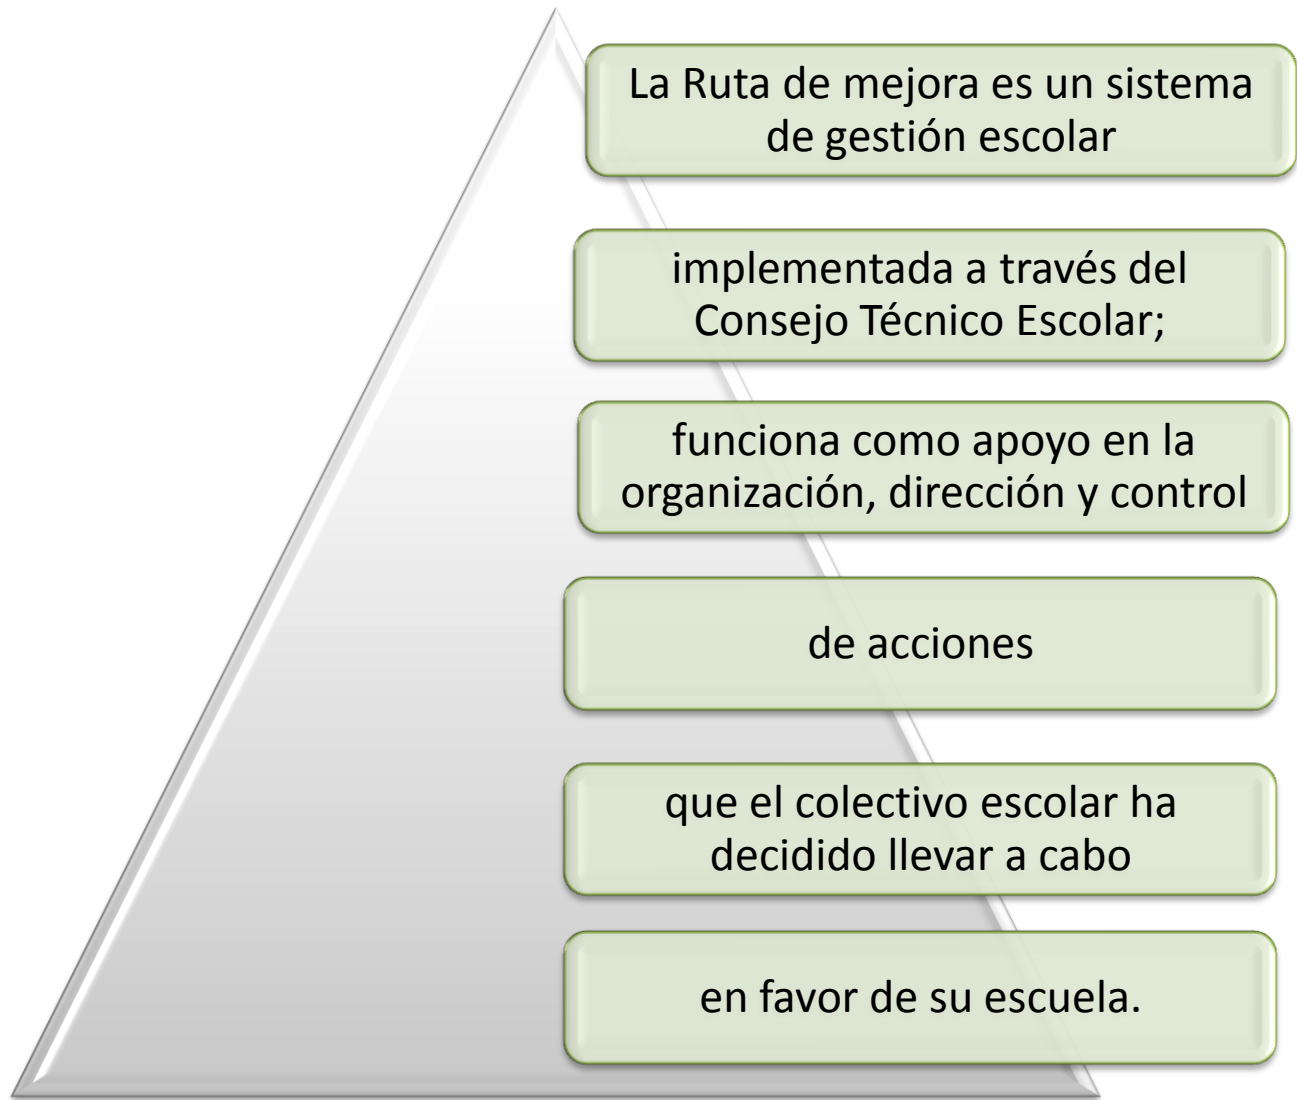 La Ruta de mejora es un sistema
de gestión escolar
implementada a través del
Consejo Técnico Escolar;
funciona como apoyo en la
organización, dirección y control
de acciones
que el colectivo escolar ha
decidido llevar a cabo
en favor de su escuela.